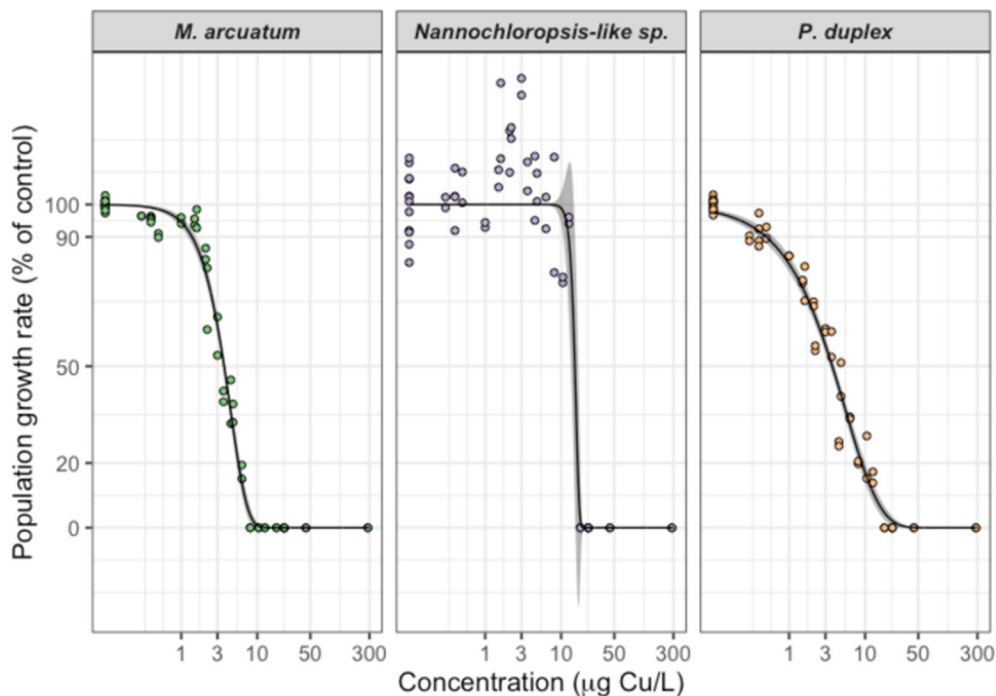 M. arcuatum
Nannochloropsis-like sp.
P. duplex
Population growth rate (% of control)
100
90
50
20
0
1 3 10 50 300
1 3 10 50 300
1 3 10 50 300
Concentration (μg Cu/L)